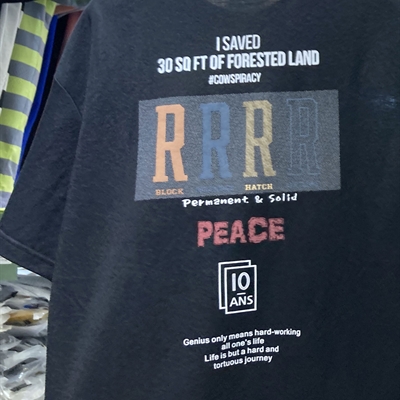 I SAVED
30 SQ FT OF FORESTED LAND
#COWSPIRACY
R R R R
BLOCK HATCH
Permanent & Solid
PEACE
10
ANS
Genius only means hard-working
all one's life
Life is but a hard and
tortuous journey